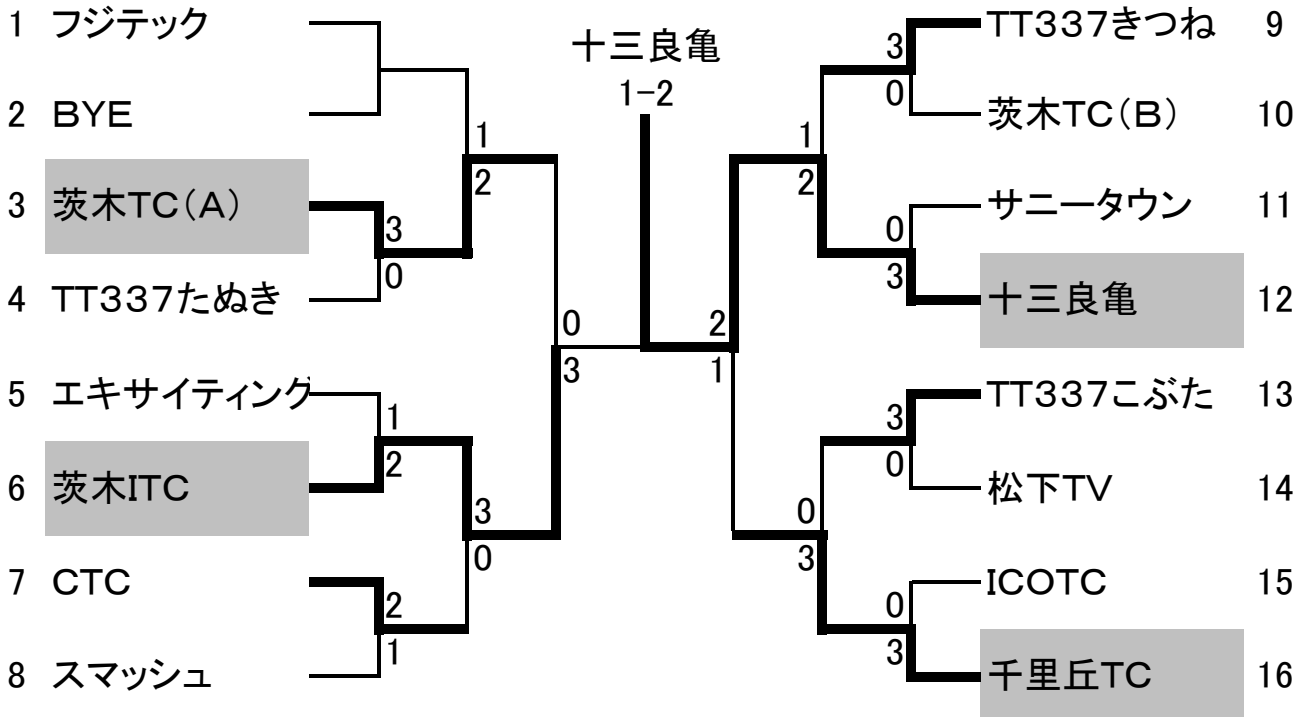 十三良亀
1-2
1 フジテック
2 BYE
3 茨木TC(A)
4 TT337たぬき
5 エキサイティング
6 茨木ITC
7 CTC
8 スマッシュ
1
2
3
0
0
3
1
2
3
0
2
1
TT337きつね 9
茨木TC(B) 10
サニータウン 11
十三良亀 12
TT337こぶた 13
松下TV 14
ICOTC 15
千里丘TC 16
3
0
1
2
0
3
2
1
3
0
0
3
0
3